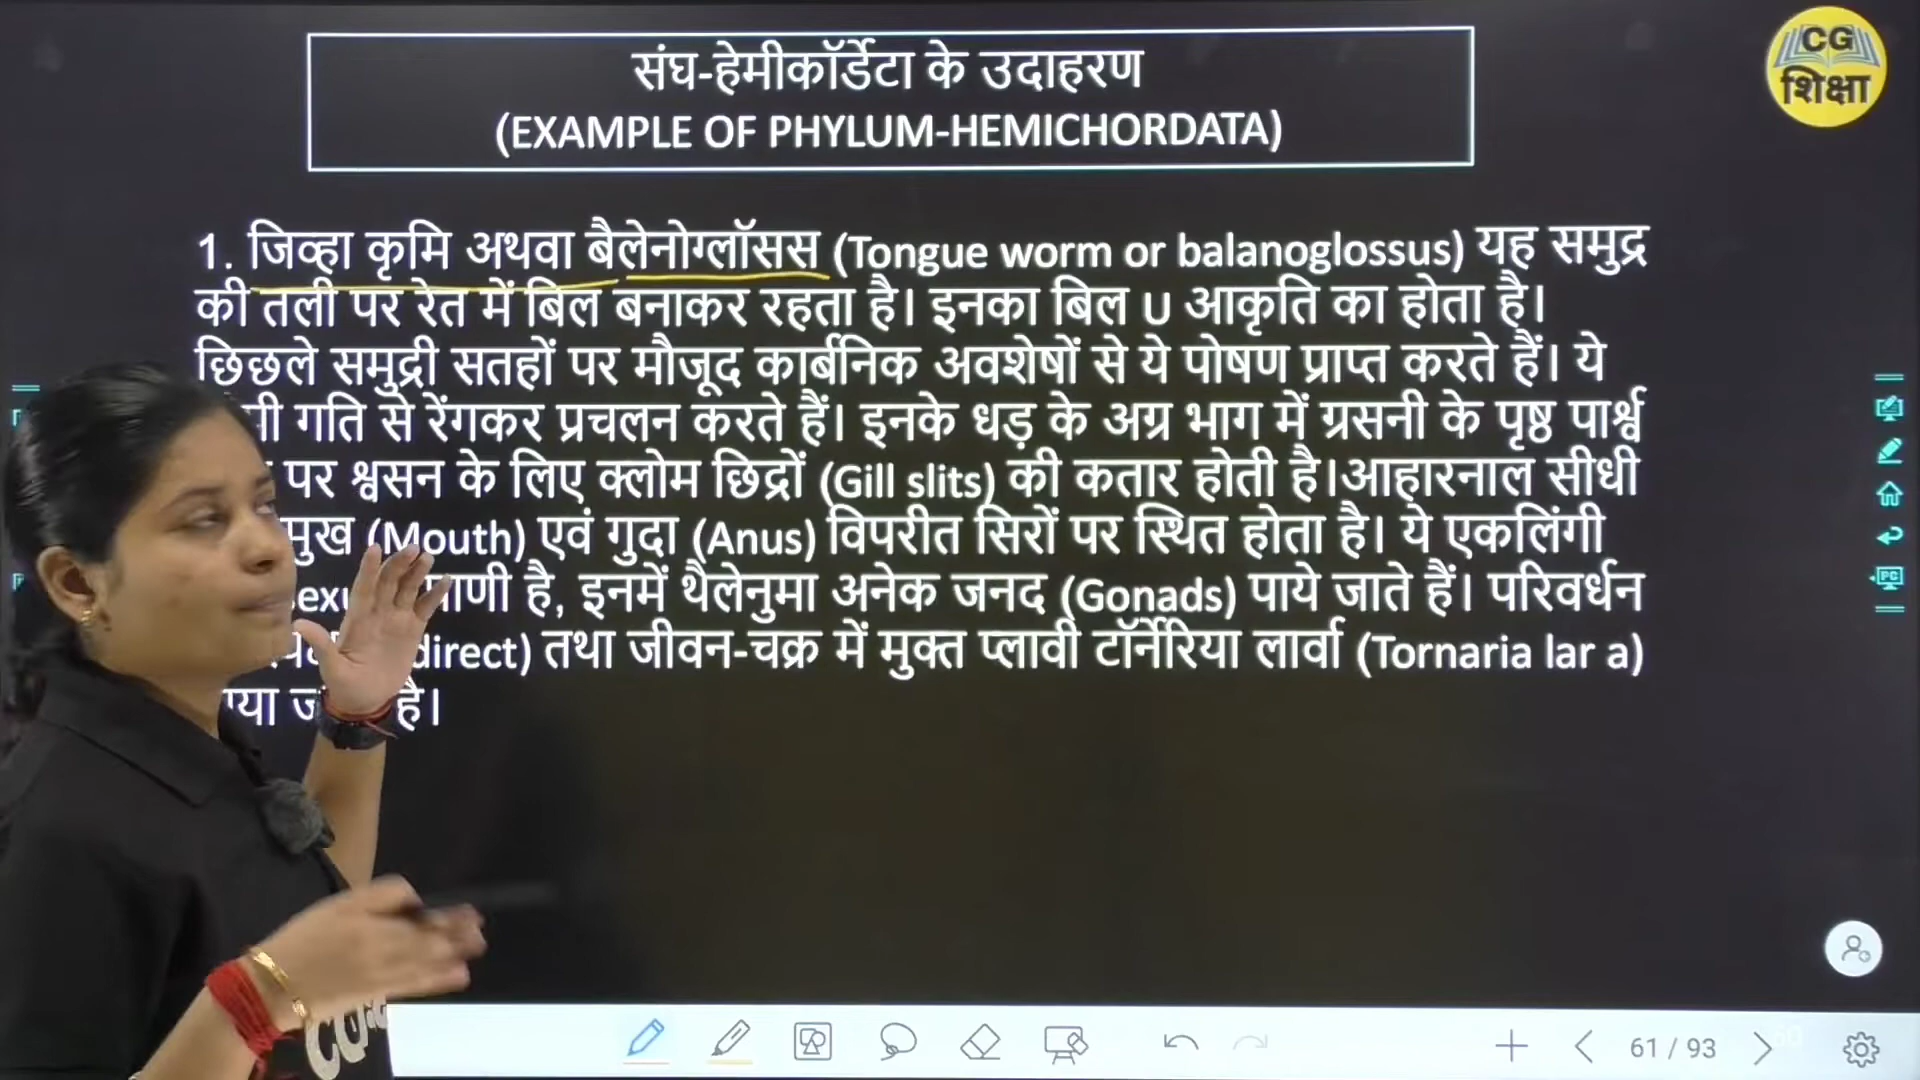 संघ-हेमीकॉर्डेटा के उदाहरण
(EXAMPLE OF PHYLUM-HEMICHORDATA)
CG
शिक्षा
1. जिव्हा कृमि अथवा बैलेनोग्लॉसस (Tongue worm or balanoglossus) यह समुद्र
की तली पर रेत में बिल बनाकर रहता है। इनका बिल U आकृति का होता है।
छिछले समुद्री सतहों पर मौजूद कार्बनिक अवशेषों से ये पोषण प्राप्त करते हैं। ये
गति से रेंगकर प्रचलन करते हैं। इनके धड़ के अग्र भाग में ग्रसनी के पृष्ठ पार्श्व
पर श्वसन के लिए क्लोम छिद्रों (Gill slits) की कतार होती है।आहारनाल सीधी
मुख (Mouth) एवं गुदा (Anus) विपरीत सिरों पर स्थित होता है। ये एकलिंगी
है, इनमें थैलेनुमा अनेक जनद (Gonads) पाये जाते हैं। परिवर्धन
direct) तथा जीवन-चक्र में मुक्त प्लावी टॉर्नेरिया लार्वा (Tornaria lar a)
है।
PC
61 / 93